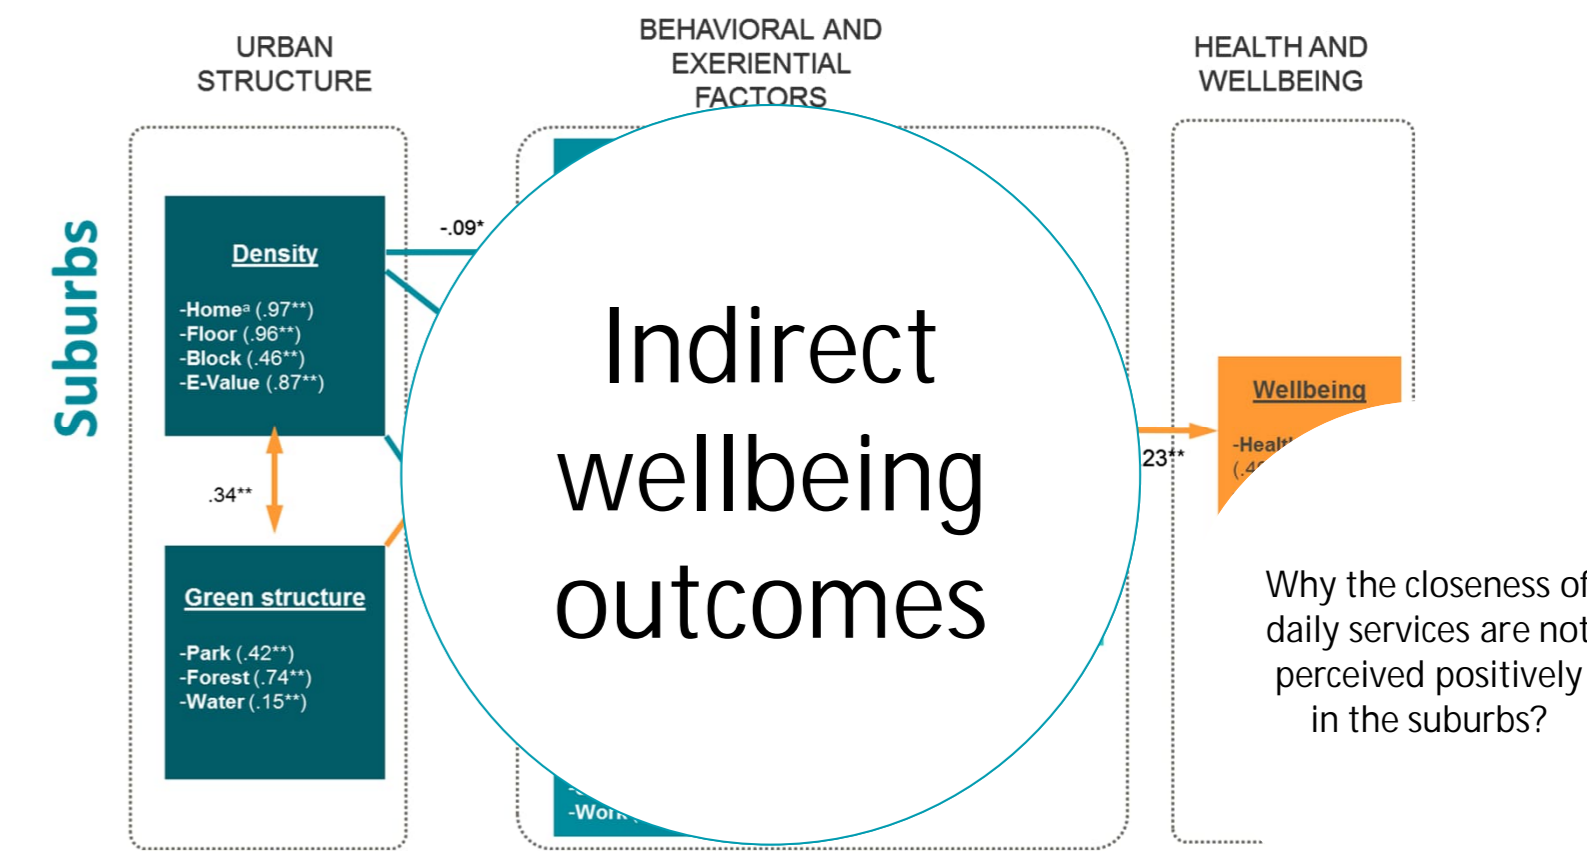 URBAN
STRUCTURE
BEHAVIORAL AND
EXERIENTIAL
FACTORS
HEALTH AND
WELLBEING
Suburbs
Density
-Homeᵃ (.97**)
-Floor (.96**)
-Block (.46**)
-E-Value (.87**)
-.09*
.34**
Green structure
-Park (.42**)
-Forest (.74**)
-Water (.15**)
Indirect
wellbeing
outcomes
-Work
23**
Wellbeing
Why the closeness of
daily services are not
perceived positively
in the suburbs?